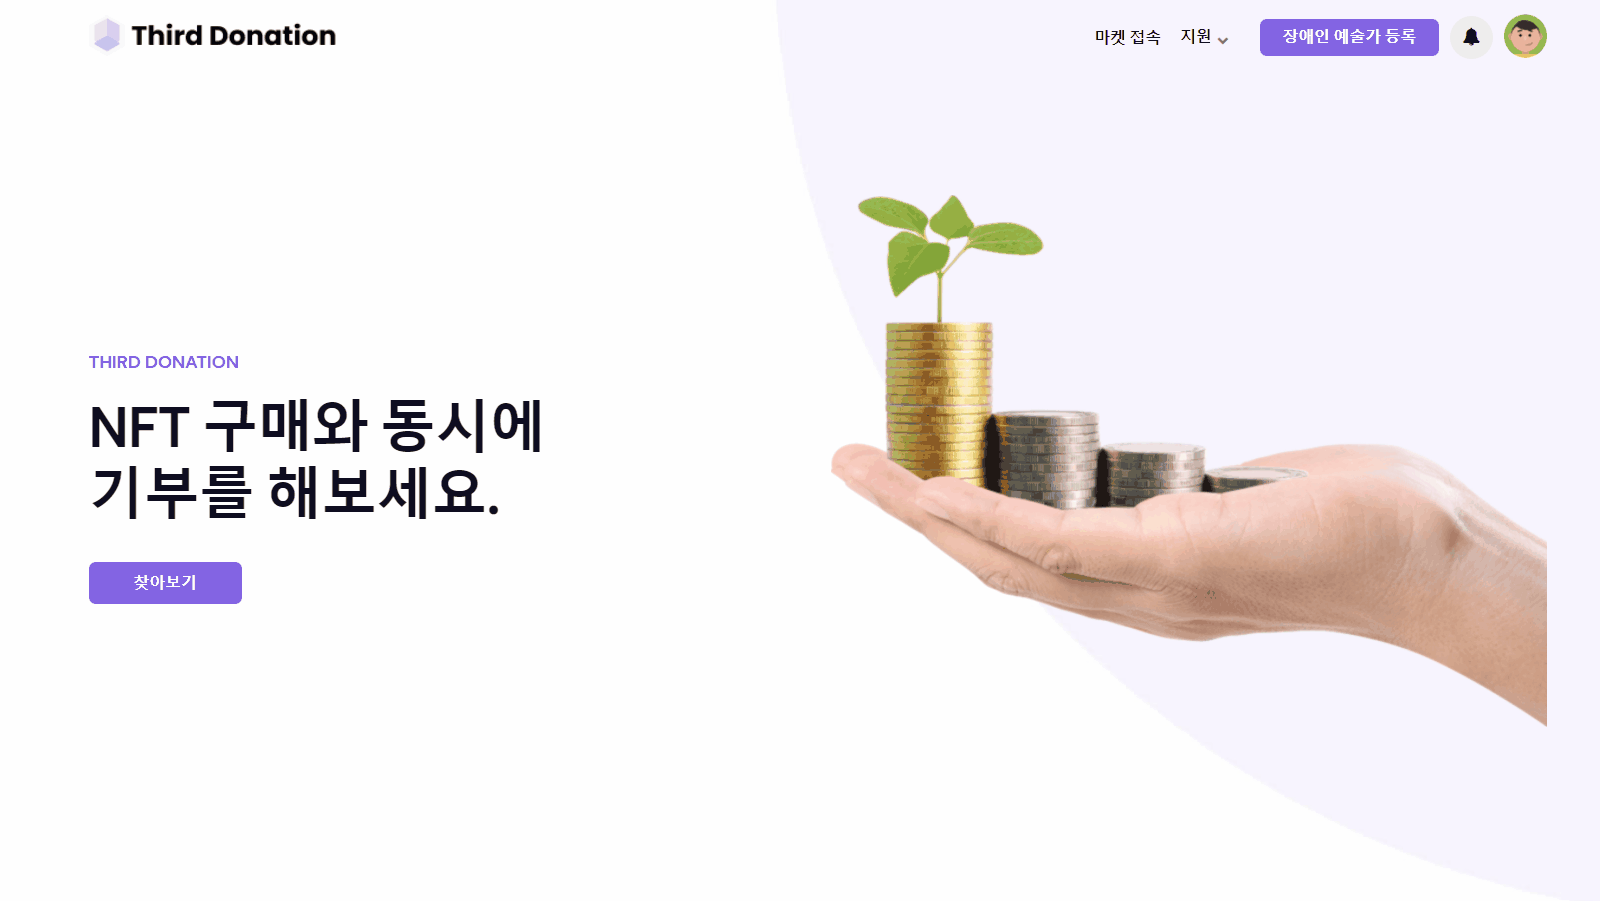 Third Donation
마켓 접속
지원
장애인 예술가 등록
THIRD DONATION
NFT 구매와 동시에
기부를 해보세요.
찾아보기